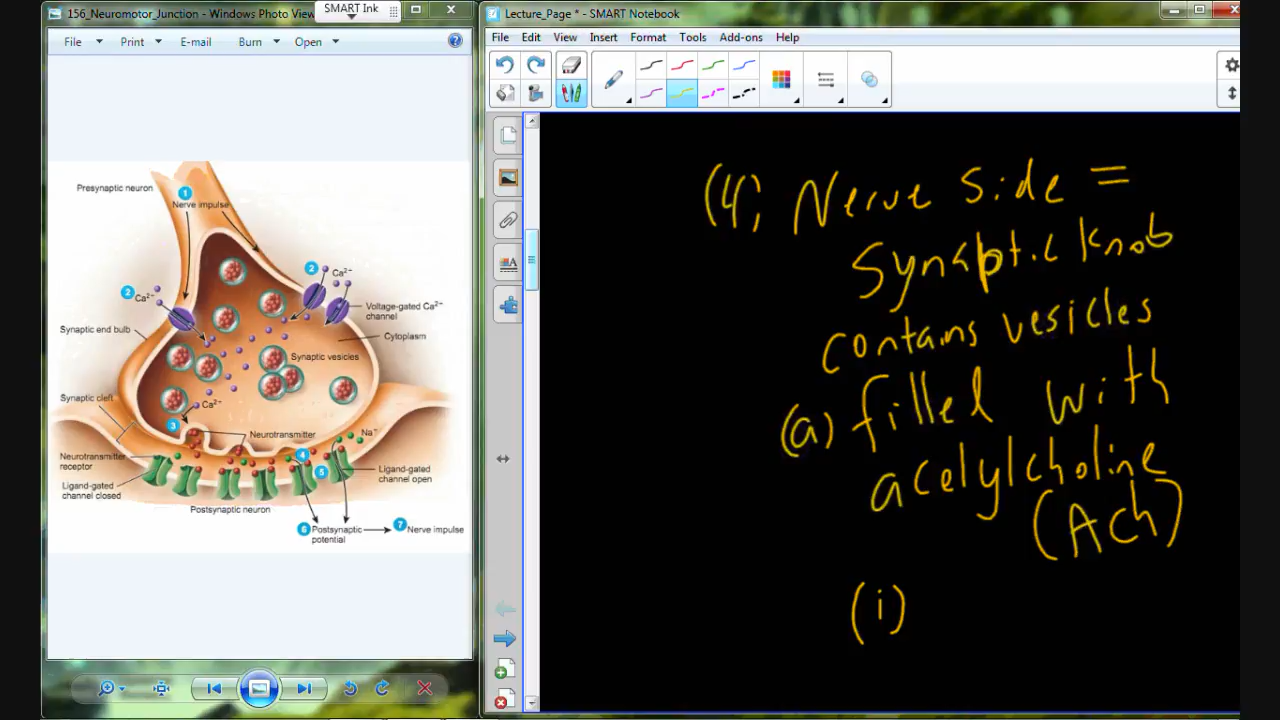 156_Neuromotor_Junction - Windows Photo View
SMART Ink
File Print E-mail Burn Open
Presynaptic neuron
1
Nerve impulse
2
Ca2+
2
Ca2+
Voltage-gated Ca2+
channel
Synaptic end bulb
Cytoplasm
Synaptic vesicles
Synaptic cleft
Ca2+
3
Neurotransmitter
Na+
4
Neurotransmitter
receptor
5
Ligand-gated
channel open
Ligand-gated
channel closed
Postsynaptic neuron
6 Postsynaptic
potential
7 Nerve impulse
Lecture_Page * - SMART Notebook
File Edit View Insert Format Tools Add-ons Help
(4) Nerve side =
Synaptic knob
contains vesicles
(a) filled with
acelylcholine
(ACh)
(i)